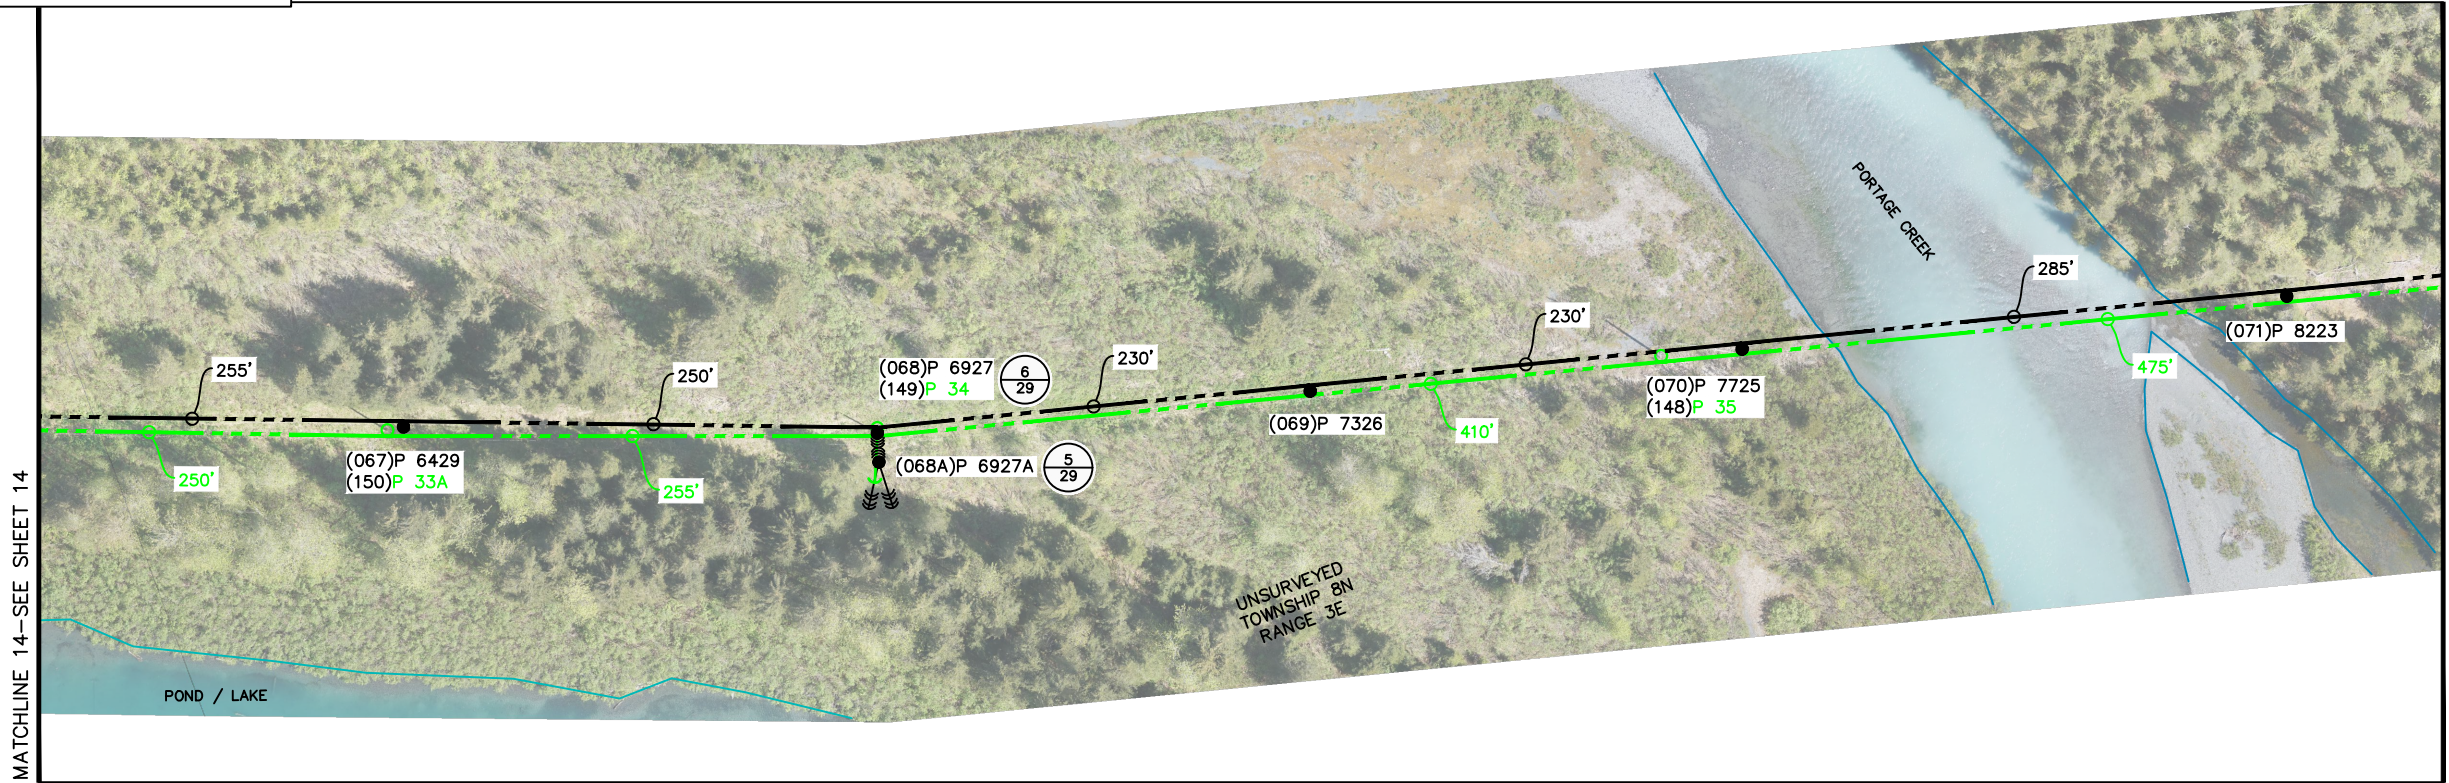 MATCHLINE 14–SEE SHEET 14
255'
250'
(067)P 6429
(150)P 33A
250'
255'
(068)P 6927
(149)P 34
6
29
(068A)P 6927A
5
29
230'
(069)P 7326
410'
230'
(070)P 7725
(148)P 35
PORTAGE CREEK
285'
475'
(071)P 8223
UNSURVEYED
TOWNSHIP 8N
RANGE 3E
POND / LAKE